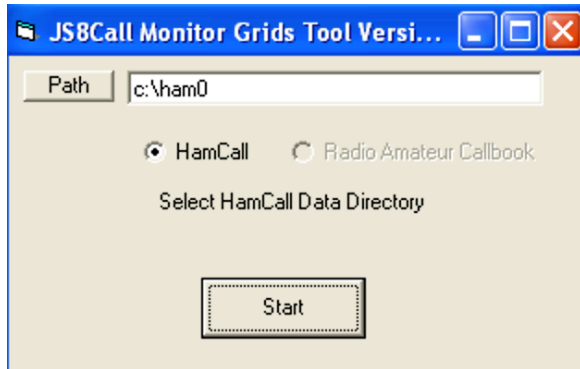 JS8Call Monitor Grids Tool Versi...
Path c:\ham0
HamCall Radio Amateur Callbook
Select HamCall Data Directory
Start